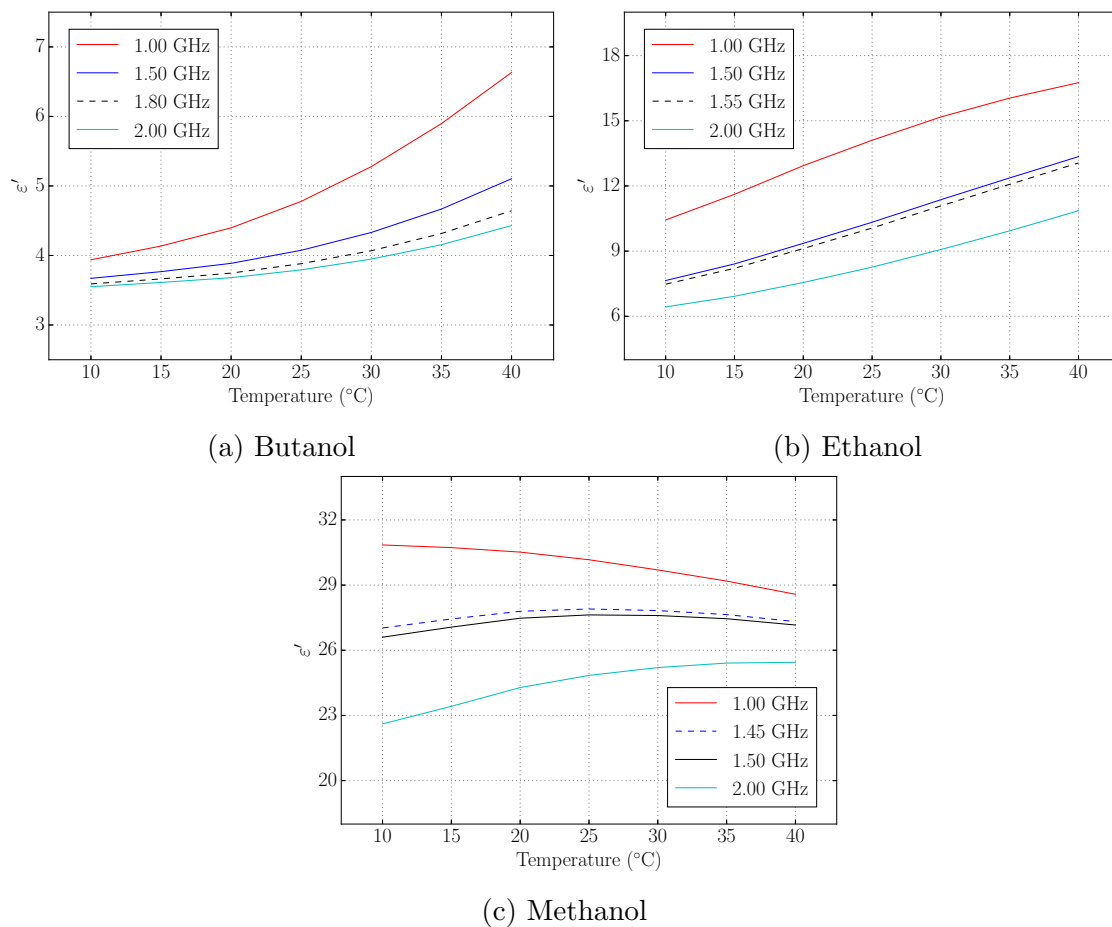 7
6
5
4
3
ε′
1.00 GHz
1.50 GHz
1.80 GHz
2.00 GHz
10 15 20 25 30 35 40
Temperature (°C)
(a) Butanol
18
15
12
9
6
ε′
1.00 GHz
1.50 GHz
1.55 GHz
2.00 GHz
10 15 20 25 30 35 40
Temperature (°C)
(b) Ethanol
32
29
26
23
20
ε′
1.00 GHz
1.45 GHz
1.50 GHz
2.00 GHz
10 15 20 25 30 35 40
Temperature (°C)
(c) Methanol